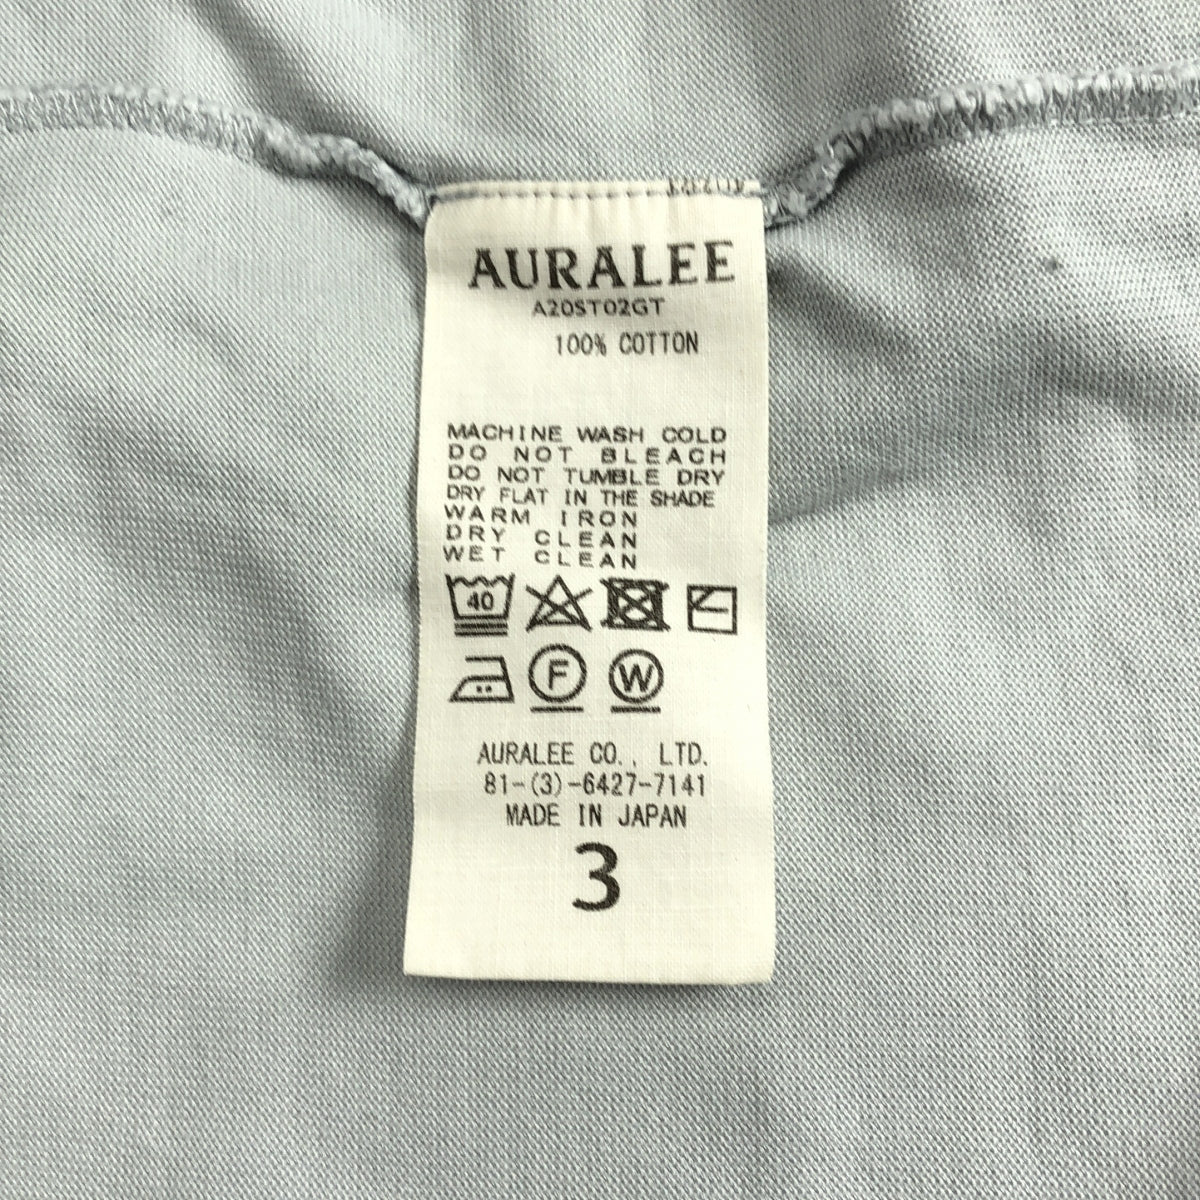 AURALEE
A20ST02GT
100% COTTON
MACHINE WASH COLD
DO NOT BLEACH
DO NOT TUMBLE DRY
DRY FLAT IN THE SHADE
WARM IRON
DRY CLEAN
WET CLEAN
40
F W
AURALEE CO., LTD.
81-(3)-6427-7141
MADE IN JAPAN
3